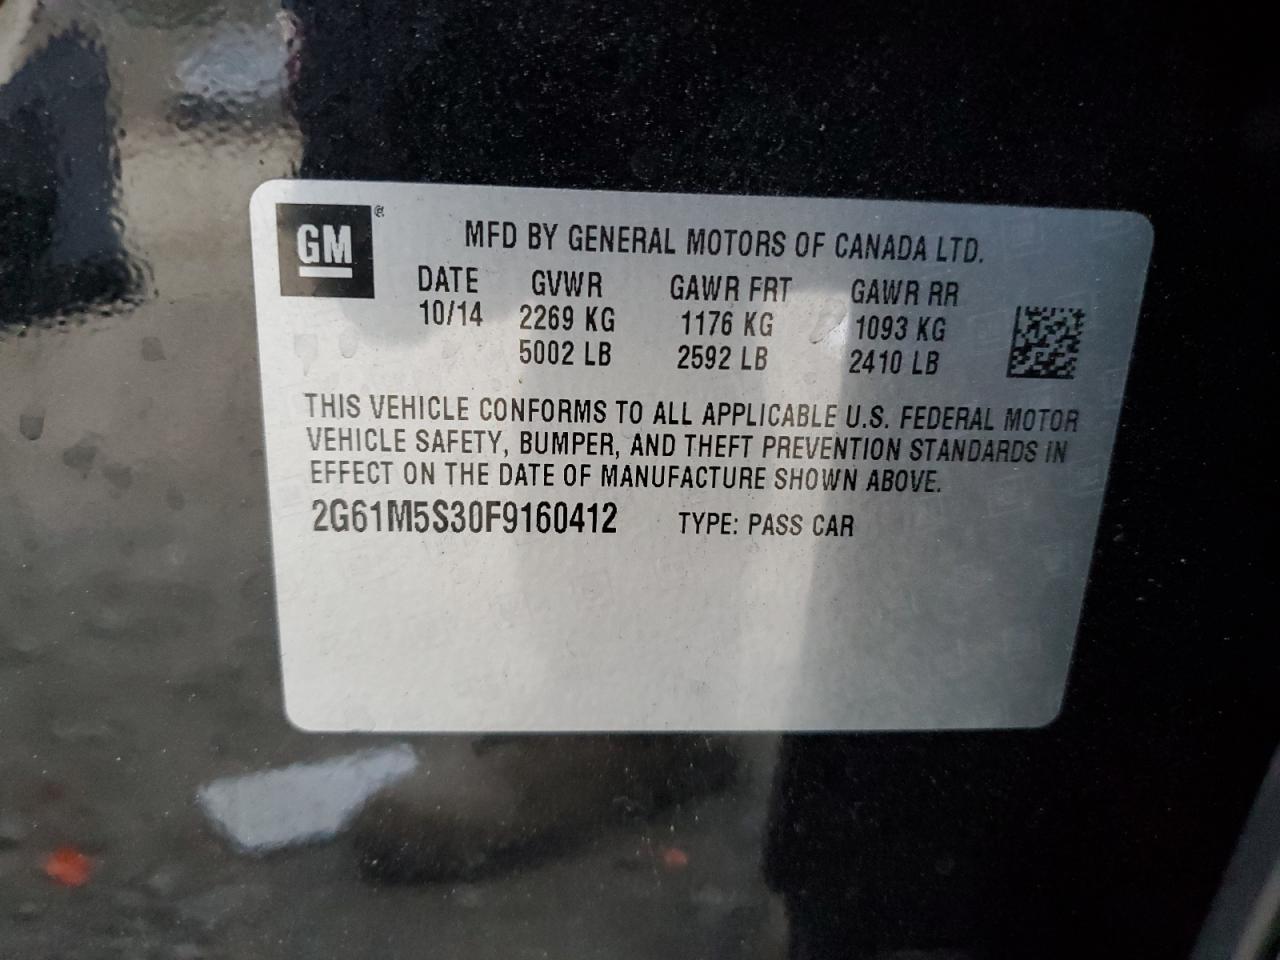 GM®
MFD BY GENERAL MOTORS OF CANADA LTD.
DATE GVWR GAWR FRT GAWR RR
10/14 2269 KG 1176 KG 1093 KG
5002 LB 2592 LB 2410 LB
THIS VEHICLE CONFORMS TO ALL APPLICABLE U.S. FEDERAL MOTOR
VEHICLE SAFETY, BUMPER, AND THEFT PREVENTION STANDARDS IN
EFFECT ON THE DATE OF MANUFACTURE SHOWN ABOVE.
2G61M5S30F9160412 TYPE: PASS CAR